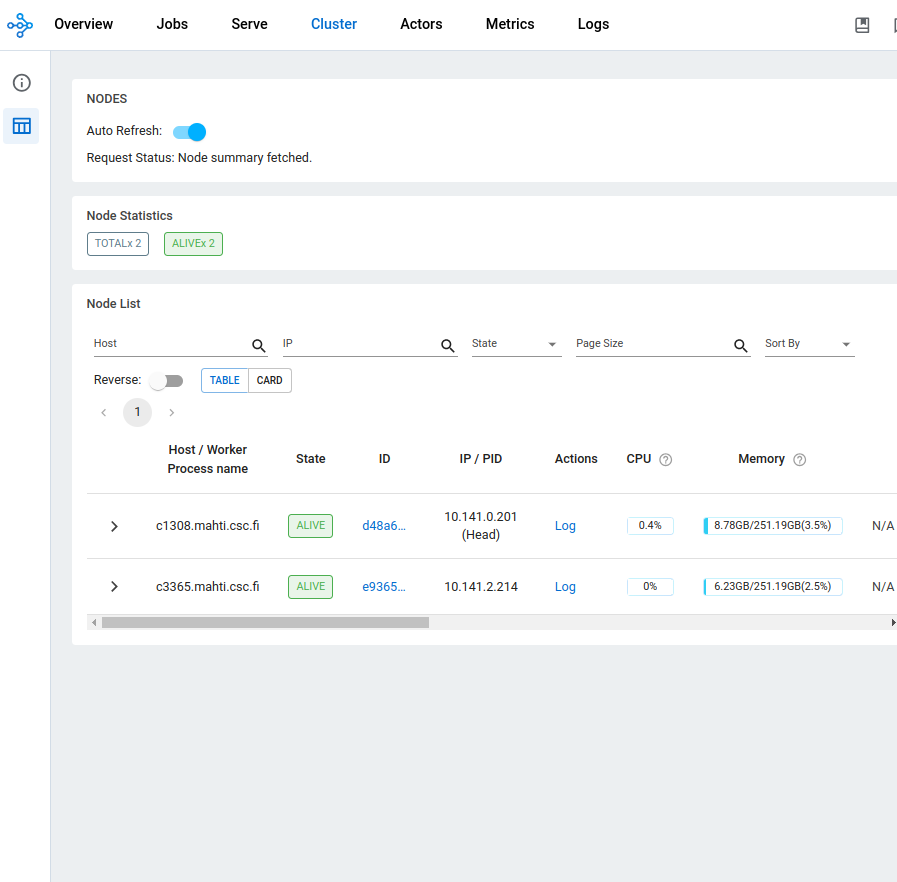 Overview Jobs Serve Cluster Actors Metrics Logs
NODES
Auto Refresh:
Request Status: Node summary fetched.
Node Statistics
TOTALx 2 ALIVEx 2
Node List
Host IP State Page Size Sort By
Reverse: TABLE CARD
1
Host / Worker
Process name State ID IP / PID Actions CPU Memory
c1308.mahti.csc.fi ALIVE d48a6... 10.141.0.201
(Head) Log 0.4% 8.78GB/251.19GB(3.5%) N/A
c3365.mahti.csc.fi ALIVE e9365... 10.141.2.214 Log 0% 6.23GB/251.19GB(2.5%) N/A